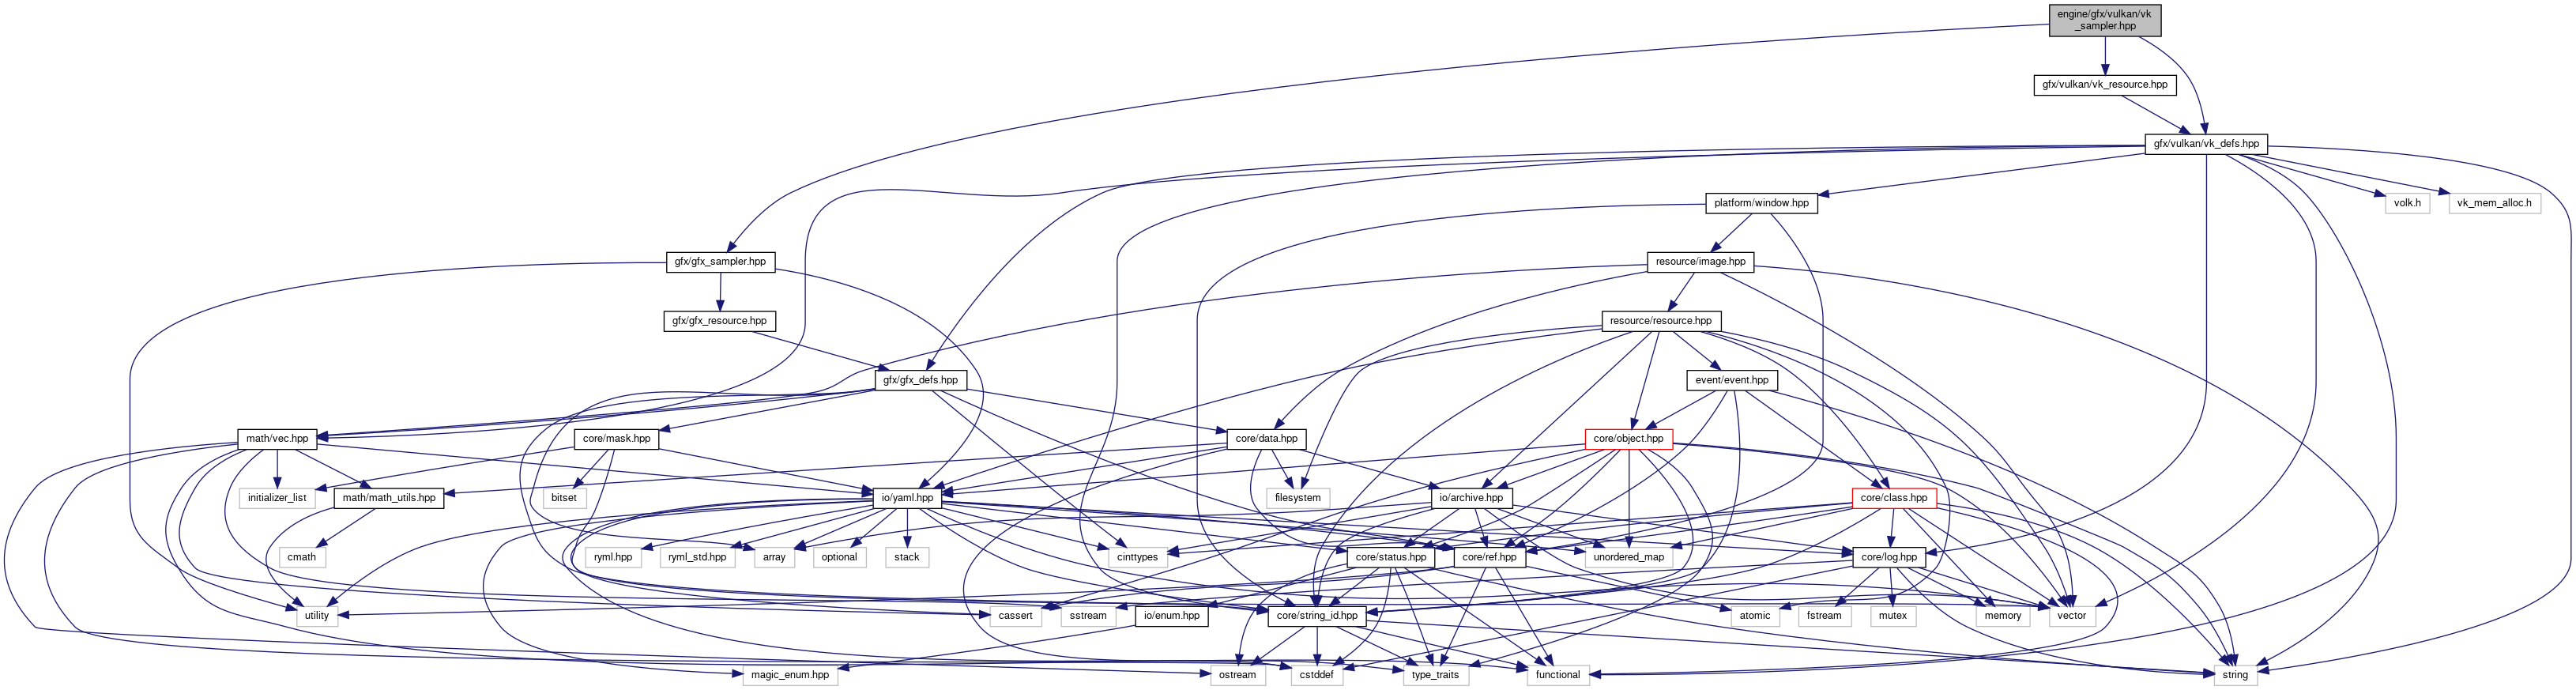 engine/gfx/vulkan/vk
_sampler.hpp
gfx/vulkan/vk_resource.hpp
gfx/vulkan/vk_defs.hpp
platform/window.hpp
volk.h
vk_mem_alloc.h
gfx/gfx_sampler.hpp
resource/image.hpp
gfx/gfx_resource.hpp
resource/resource.hpp
gfx/gfx_defs.hpp
event/event.hpp
math/vec.hpp
core/mask.hpp
core/data.hpp
core/object.hpp
initializer_list
math/math_utils.hpp
bitset
io/yaml.hpp
filesystem
io/archive.hpp
core/class.hpp
cmath
ryml.hpp
ryml_std.hpp
array
optional
stack
cinttypes
core/status.hpp
core/ref.hpp
unordered_map
core/log.hpp
utility
cassert
sstream
io/enum.hpp
core/string_id.hpp
atomic
fstream
mutex
memory
vector
magic_enum.hpp
ostream
cstddef
type_traits
functional
string